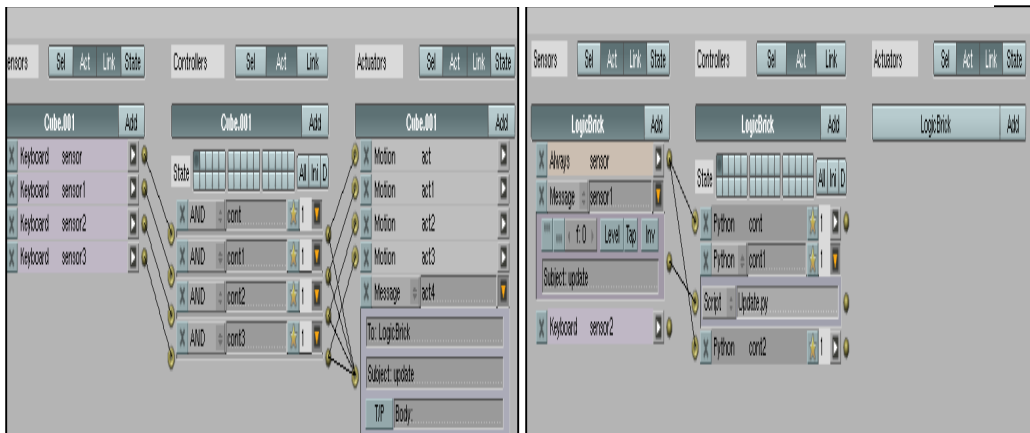 ensors Sel Act Link State Controllers Sel Act Link Actuators Sel Act Link State
Cube.001 Add Cube.001 Add Cube.001 Add
X Keyboard sensor
X Keyboard sensor1
X Keyboard sensor2
X Keyboard sensor3
State All Ini D
X AND cont 1
X AND cont1 1
X AND cont2 1
X AND cont3 1
X Motion act
X Motion act1
X Motion act2
X Motion act3
X Message act4
To: LogicBrick
Subject: update
T/P Body:
Sensors Sel Act Link State Controllers Sel Act Link Actuators Sel Act Link State
LogicBrick Add LogicBrick Add LogicBrick Add
X Always sensor
X Message sensor1
f: 0 Level Tap Inv
Subject: update
X Keyboard sensor2
State All Ini D
X Python cont 1
X Python cont1 1
Script Update.py
X Python cont2 1